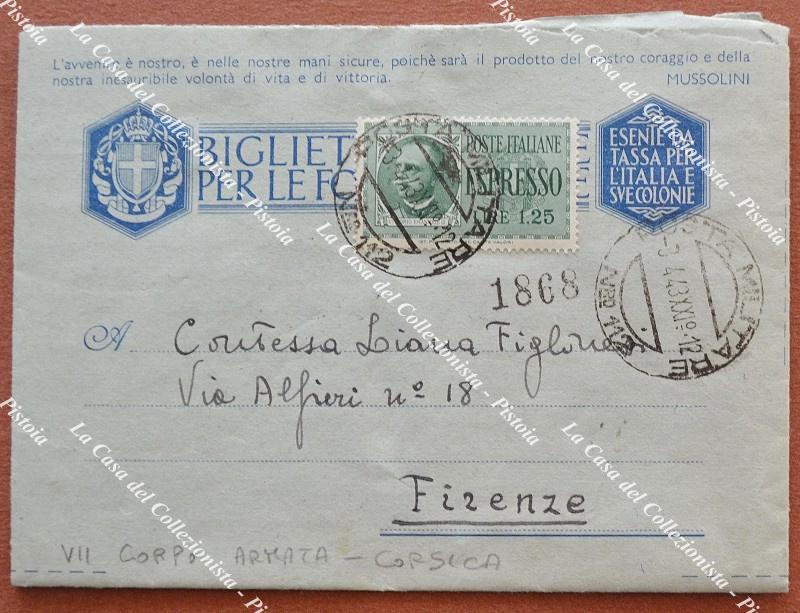 L'avvenire è nostro, è nelle nostre mani sicure, poichè sarà il prodotto del nostro coraggio e della
nostra inesauribile volontà di vita e di vittoria. MUSSOLINI
BIGLIET
PER LE FO
POSTE ITALIANE
ESPRESSO
LIRE 1.25
ESENTE DA
TASSA PER
L'ITALIA E
SVE COLONIE
POSTA MILITARE
POSTA MILITARE
1868
A Contessa Liana
Via Alfieri n° 18
Firenze
VII CORPO ARMATA - CORSICA
La Casa del Collezionista - Pistoia